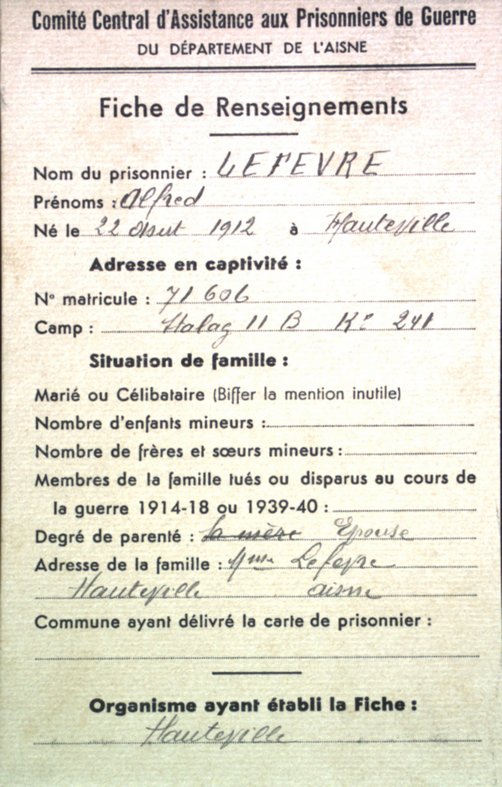 Comité Central d'Assistance aux Prisonniers de Guerre
DU DÉPARTEMENT DE L'AISNE
Fiche de Renseignements
Nom du prisonnier : LEFEVRE
Prénoms : Alfred
Né le 22 Aout 1912 à Hauteville
Adresse en captivité :
N° matricule : 71 606
Camp : Stalag II B Ko 241
Situation de famille :
Marié ou Célibataire (Biffer la mention inutile)
Nombre d'enfants mineurs :
Nombre de frères et sœurs mineurs :
Membres de la famille tués ou disparus au cours de
la guerre 1914-18 ou 1939-40 :
Degré de parenté : la mère Epouse
Adresse de la famille : Mme Lefevre
Hauteville aisne
Commune ayant délivré la carte de prisonnier :
Organisme ayant établi la Fiche :
Hauteville